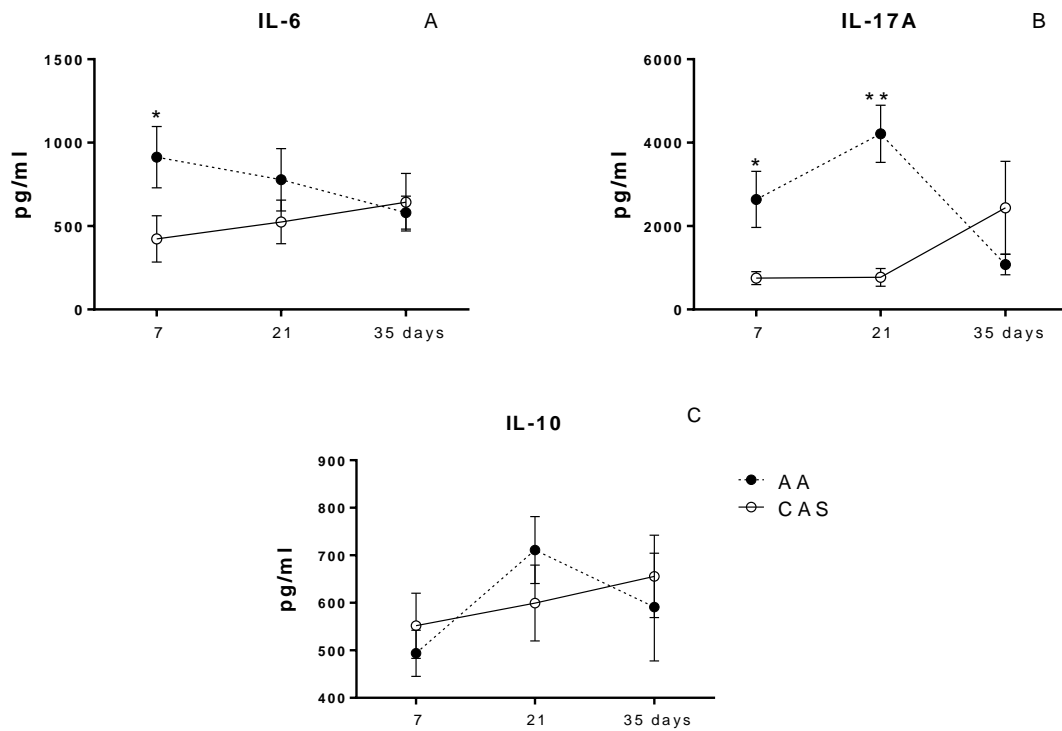 IL-6 A
1500
1000
500
0
pg/ml
*
7 21 35 days
IL-17A B
6000
4000
2000
0
pg/ml
*
**
7 21 35 days
IL-10 C
900
800
700
600
500
400
pg/ml
7 21 35 days
AA
CAS